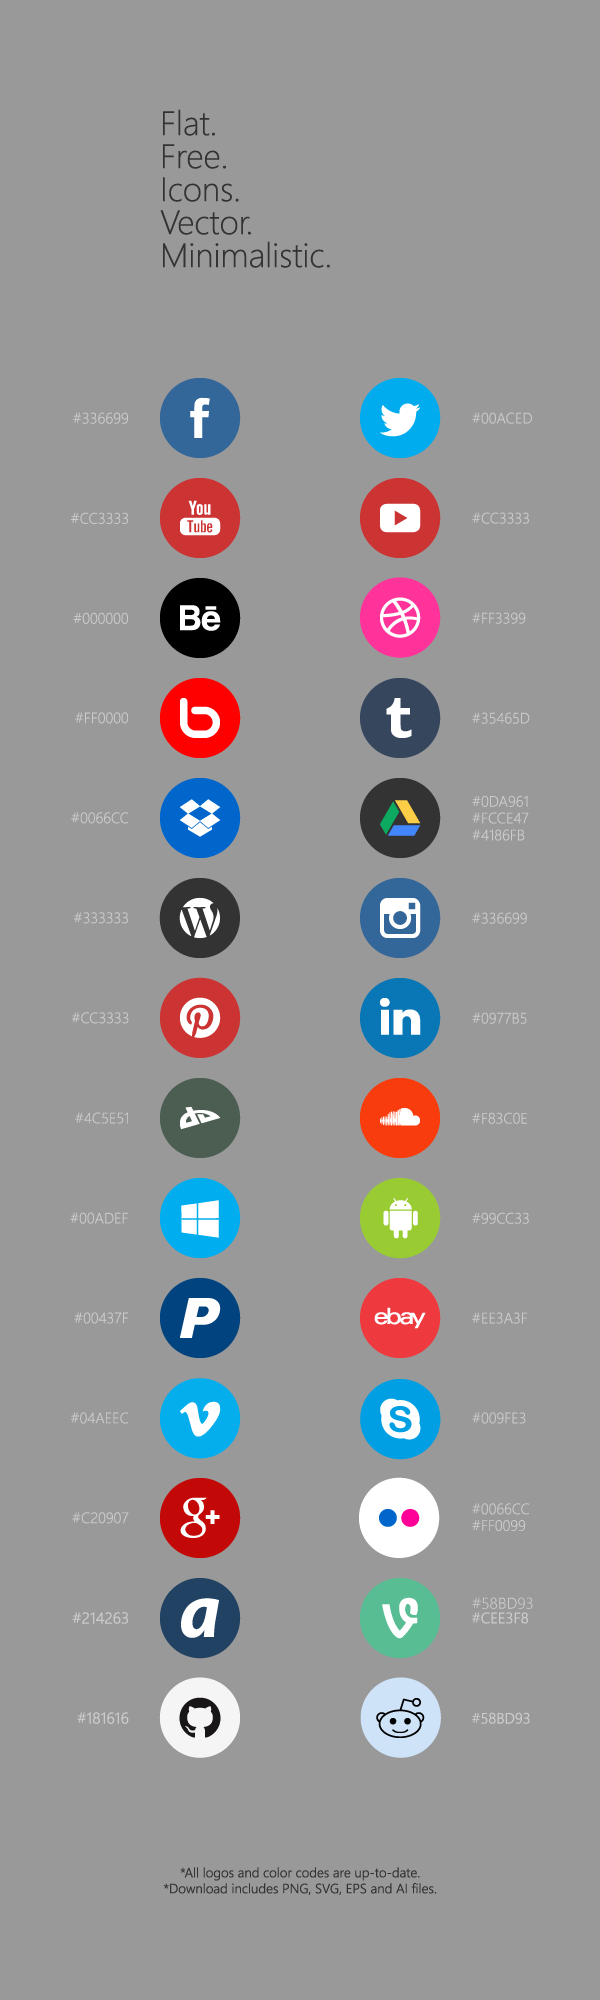 Flat.
Free.
Icons.
Vector.
Minimalistic.
#336699
f
#00ACED
#CC3333
You
Tube
#CC3333
#000000
Bē
#FF3399
#FF0000
b
t
#35465D
#0066CC
#0DA961
#FCCE47
#4186FB
#333333
W
#336699
#CC3333
p
in
#0977B5
#4C5E51
#F83C0E
#00ADEF
#99CC33
#00437F
P
ebay
#EE3A3F
#04AEEC
v
S
#009FE3
#C20907
g+
#0066CC
#FF0099
#214263
a
#58BD93
#CEE3F8
#181616
#58BD93
*All logos and color codes are up-to-date.
*Download includes PNG, SVG, EPS and AI files.